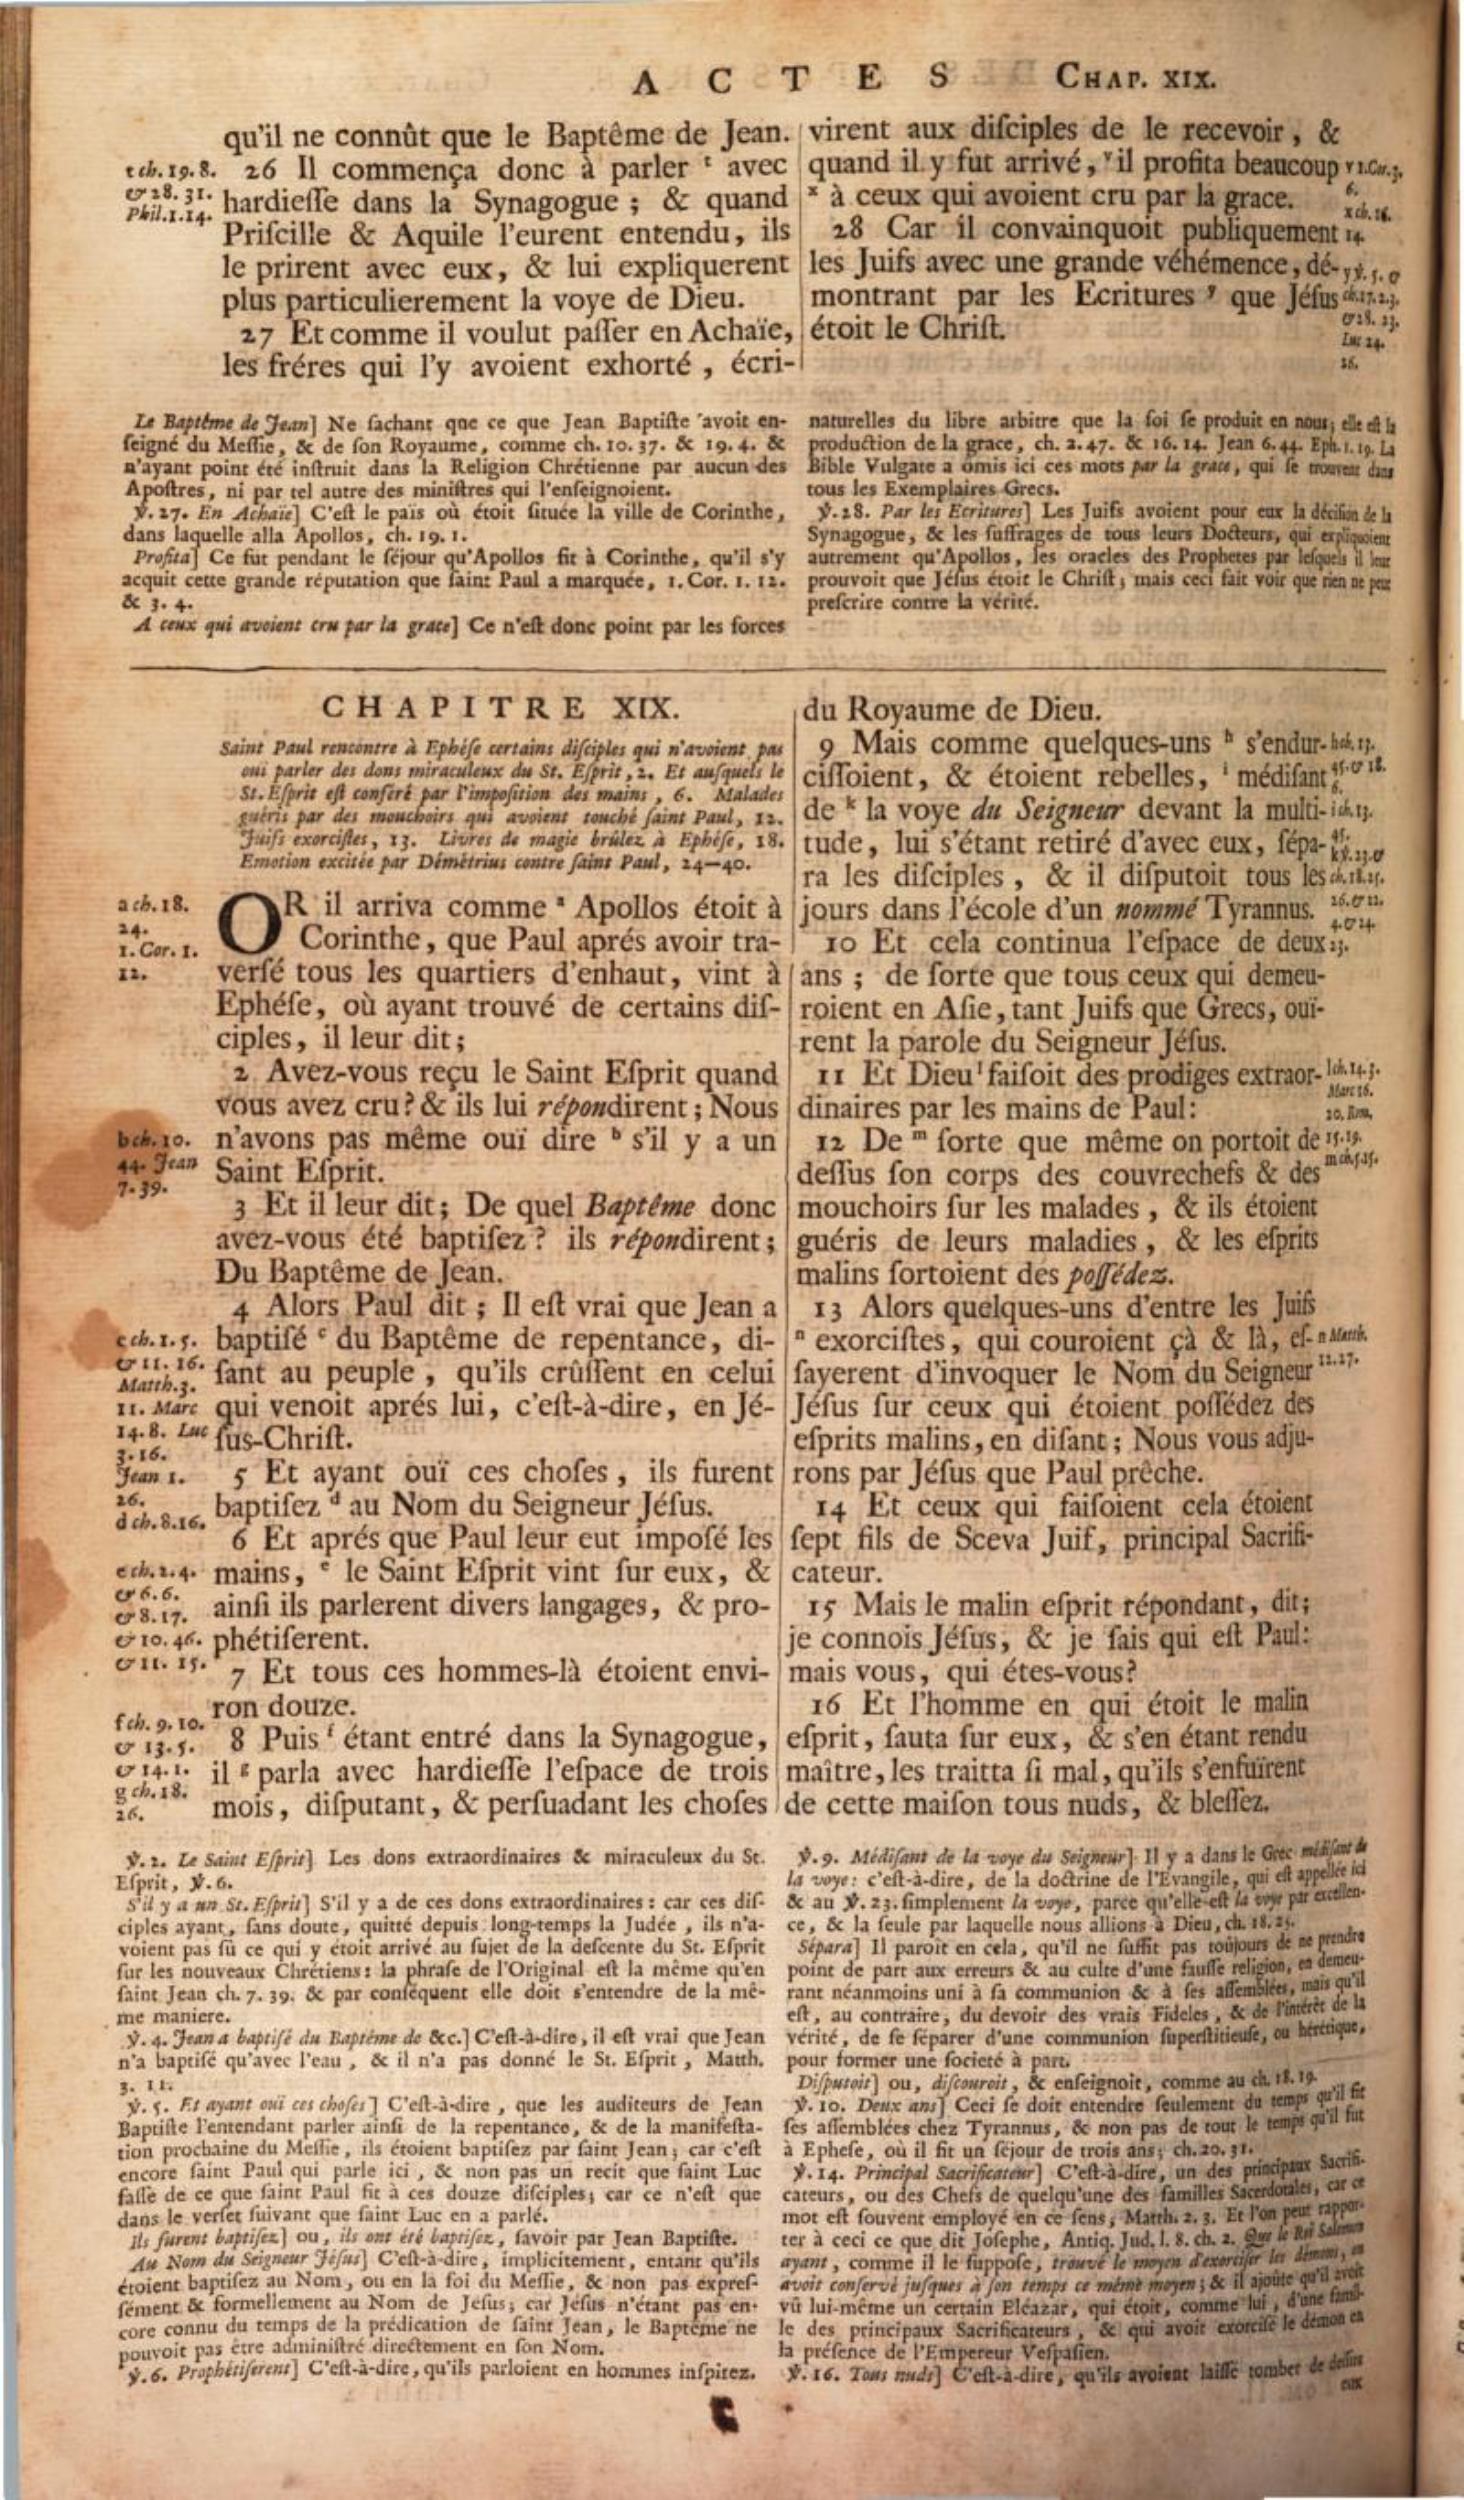 ACTES CHAP. XIX.
qu'il ne connût que le Baptême de Jean.
26 Il commença donc à parler ᵗ avec
hardieſſe dans la Synagogue ; & quand
Priſcille & Aquile l'eurent entendu, ils
le prirent avec eux, & lui expliquerent
plus particulierement la voye de Dieu.
27 Et comme il voulut paſſer en Achaïe,
les fréres qui l'y avoient exhorté , écri-
t ch. 19. 8.
& 28. 31.
Phil. 1. 14.
virent aux diſciples de le recevoir , &
quand il y fut arrivé, ᵛ il profita beaucoup
ˣ à ceux qui avoient cru par la grace.
28 Car il convainquoit publiquement
les Juifs avec une grande véhémence, dé-
montrant par les Ecritures ʸ que Jéſus
étoit le Chriſt.
v 1. Cor. 3.
6.
x ch. 16.
14.
y ỳ. 5. &
ch. 17. 2. 3.
& 28. 23.
Luc 24.
26.
Le Baptême de Jean] Ne ſachant que ce que Jean Baptiſte avoit en-
ſeigné du Meſſie, & de ſon Royaume, comme ch. 10. 37. & 19. 4. &
n'ayant point été inſtruit dans la Religion Chrétienne par aucun des
Apoſtres, ni par tel autre des miniſtres qui l'enſeignoient.
ỳ. 27. En Achaïe] C'eſt le païs où étoit ſituée la ville de Corinthe,
dans laquelle alla Apollos, ch. 19. 1.
Profita] Ce fut pendant le ſéjour qu'Apollos fit à Corinthe, qu'il s'y
acquit cette grande réputation que ſaint Paul a marquée, 1. Cor. 1. 12.
& 3. 4.
A ceux qui avoient cru par la grace] Ce n'eſt donc point par les forces
naturelles du libre arbitre que la foi ſe produit en nous; elle eſt la
production de la grace, ch. 2. 47. & 16. 14. Jean 6. 44. Eph. 1. 19. La
Bible Vulgate a omis ici ces mots par la grace, qui ſe trouvent dans
tous les Exemplaires Grecs.
ỳ. 28. Par les Ecritures] Les Juifs avoient pour eux la déciſion de la
Synagogue, & les ſuffrages de tous leurs Docteurs, qui expliquoient
autrement qu'Apollos, les oracles des Prophetes par leſquels il leur
prouvoit que Jéſus étoit le Chriſt; mais ceci fait voir que rien ne peut
preſcrire contre la vérité.
CHAPITRE XIX.
Saint Paul rencontre à Ephéſe certains diſciples qui n'avoient pas
oui parler des dons miraculeux du St. Eſprit, 2. Et auſquels le
St. Eſprit eſt conféré par l'impoſition des mains, 6. Malades
guéris par des mouchoirs qui avoient touché ſaint Paul, 12.
Juifs exorciſtes, 13. Livres de magie brûlez à Ephéſe, 18.
Emotion excitée par Démétrius contre ſaint Paul, 24—40.
OR il arriva comme ᵃ Apollos étoit à
Corinthe, que Paul aprés avoir tra-
verſé tous les quartiers d'enhaut, vint à
Ephéſe, où ayant trouvé de certains diſ-
ciples, il leur dit;
2 Avez-vous reçu le Saint Eſprit quand
vous avez cru? & ils lui répondirent; Nous
n'avons pas même ouï dire ᵇ s'il y a un
Saint Eſprit.
3 Et il leur dit; De quel Baptême donc
avez-vous été baptiſez? ils répondirent;
Du Baptême de Jean.
4 Alors Paul dit ; Il eſt vrai que Jean a
baptiſé ᶜ du Baptême de repentance, di-
ſant au peuple , qu'ils crûſſent en celui
qui venoit aprés lui, c'eſt-à-dire, en Jé-
ſus-Chriſt.
5 Et ayant ouï ces choſes , ils furent
baptiſez ᵈ au Nom du Seigneur Jéſus.
6 Et aprés que Paul leur eut impoſé les
mains, ᵉ le Saint Eſprit vint ſur eux, &
ainſi ils parlerent divers langages, & pro-
phétiſerent.
7 Et tous ces hommes-là étoient envi-
ron douze.
8 Puis ᶠ étant entré dans la Synagogue,
il ᵍ parla avec hardieſſe l'eſpace de trois
mois, diſputant, & perſuadant les choſes
a ch. 18.
24.
1. Cor. 1.
12.
b ch. 10.
44. Jean
7. 39.
c ch. 1. 5.
& 11. 16.
Matth. 3.
11. Marc
14. 8. Luc
3. 16.
Jean 1.
26.
d ch. 8. 16.
e ch. 2. 4.
& 6. 6.
& 8. 17.
& 10. 46.
& 11. 15.
f ch. 9. 10.
& 13. 5.
& 14. 1.
g ch. 18.
26.
du Royaume de Dieu.
9 Mais comme quelques-uns ʰ s'endur-
ciſſoient, & étoient rebelles, ⁱ médiſant
de ᵏ la voye du Seigneur devant la multi-
tude, lui s'étant retiré d'avec eux, ſépa-
ra les diſciples , & il diſputoit tous les
jours dans l'école d'un nommé Tyrannus.
10 Et cela continua l'eſpace de deux
ans ; de ſorte que tous ceux qui demeu-
roient en Aſie, tant Juifs que Grecs, ouï-
rent la parole du Seigneur Jéſus.
11 Et Dieu ˡ faiſoit des prodiges extraor-
dinaires par les mains de Paul:
12 De ᵐ ſorte que même on portoit de
deſſus ſon corps des couvrechefs & des
mouchoirs ſur les malades , & ils étoient
guéris de leurs maladies , & les eſprits
malins ſortoient des poſſédez.
13 Alors quelques-uns d'entre les Juifs
ⁿ exorciſtes, qui couroient çà & là, eſ-
ſayerent d'invoquer le Nom du Seigneur
Jéſus ſur ceux qui étoient poſſédez des
eſprits malins, en diſant; Nous vous adju-
rons par Jéſus que Paul prêche.
14 Et ceux qui faiſoient cela étoient
ſept fils de Sceva Juif, principal Sacrifi-
cateur.
15 Mais le malin eſprit répondant, dit;
je connois Jéſus, & je ſais qui eſt Paul:
mais vous, qui étes-vous?
16 Et l'homme en qui étoit le malin
eſprit, ſauta ſur eux, & s'en étant rendu
maître, les traitta ſi mal, qu'ils s'enfuïrent
de cette maiſon tous nuds, & bleſſez.
h ch. 13.
45. & 18.
6.
i ch. 13.
45.
k ỳ. 23. &
ch. 18. 25.
26. & 22.
4. & 24.
l ch. 14. 3.
Marc 16.
20. Rom.
15. 19.
m ch. 5. 15.
n Matth.
12. 27.
ỳ. 2. Le Saint Eſprit] Les dons extraordinaires & miraculeux du St.
Eſprit, ỳ. 6.
S'il y a un St. Eſprit] S'il y a de ces dons extraordinaires : car ces diſ-
ciples ayant, ſans doute, quitté depuis long-temps la Judée , ils n'a-
voient pas ſû ce qui y étoit arrivé au ſujet de la deſcente du St. Eſprit
ſur les nouveaux Chrétiens: la phraſe de l'Original eſt la même qu'en
ſaint Jean ch. 7. 39. & par conſéquent elle doit s'entendre de la mê-
me maniere.
ỳ. 4. Jean a baptiſé du Baptême de &c.] C'eſt-à-dire, il eſt vrai que Jean
n'a baptiſé qu'avec l'eau , & il n'a pas donné le St. Eſprit , Matth.
3. 11.
ỳ. 5. Et ayant ouï ces choſes] C'eſt-à-dire , que les auditeurs de Jean
Baptiſte l'entendant parler ainſi de la repentance, & de la manifeſta-
tion prochaine du Meſſie, ils étoient baptiſez par ſaint Jean; car c'eſt
encore ſaint Paul qui parle ici , & non pas un recit que ſaint Luc
faſſe de ce que ſaint Paul fit à ces douze diſciples; car ce n'eſt que
dans le verſet ſuivant que ſaint Luc en a parlé.
Ils furent baptiſez] ou, ils ont été baptiſez, ſavoir par Jean Baptiſte.
Au Nom du Seigneur Jéſus] C'eſt-à-dire, implicitement, entant qu'ils
étoient baptiſez au Nom, ou en la foi du Meſſie, & non pas expreſ-
ſément & formellement au Nom de Jéſus; car Jéſus n'étant pas en-
core connu du temps de la prédication de ſaint Jean, le Baptême ne
pouvoit pas être adminiſtré directement en ſon Nom.
ỳ. 6. Prophétiſerent] C'eſt-à-dire, qu'ils parloient en hommes inſpirez.
ỳ. 9. Médiſant de la voye du Seigneur] Il y a dans le Grec médiſant de
la voye: c'eſt-à-dire, de la doctrine de l'Evangile, qui eſt appellée ici
& au ỳ. 23. ſimplement la voye, parce qu'elle eſt la voye par excellen-
ce, & la ſeule par laquelle nous allions à Dieu, ch. 18. 25.
Sépara] Il paroît en cela, qu'il ne ſuffit pas toûjours de ne prendre
point de part aux erreurs & au culte d'une fauſſe religion, en demeu-
rant néanmoins uni à ſa communion & à ſes aſſemblées, mais qu'il
eſt, au contraire, du devoir des vrais Fideles, & de l'intérêt de la
vérité, de ſe ſéparer d'une communion ſuperſtitieuſe, ou hérétique,
pour former une ſocieté à part.
Diſputoit] ou, diſcouroit, & enſeignoit, comme au ch. 18. 19.
ỳ. 10. Deux ans] Ceci ſe doit entendre ſeulement du temps qu'il fit
ſes aſſemblées chez Tyrannus, & non pas de tout le temps qu'il fut
à Epheſe, où il fit un ſéjour de trois ans; ch. 20. 31.
ỳ. 14. Principal Sacrificateur] C'eſt-à-dire, un des principaux Sacrifi-
cateurs, ou des Chefs de quelqu'une des familles Sacerdotales, car ce
mot eſt ſouvent employé en ce ſens, Matth. 2. 3. Et l'on peut rappor-
ter à ceci ce que dit Joſephe, Antiq. Jud. l. 8. ch. 2. Que le Roi Salomon
ayant, comme il le ſuppoſe, trouvé le moyen d'exorciſer les démons, on
avoit conſervé juſques à ſon temps ce même moyen; & il ajoûte qu'il avoit
vû lui-même un certain Eléazar, qui étoit, comme lui, d'une famil-
le des principaux Sacrificateurs, & qui avoit exorciſé le démon en
la préſence de l'Empereur Veſpaſien.
ỳ. 16. Tous nuds] C'eſt-à-dire, qu'ils avoient laiſſé tomber de deſſus
eux